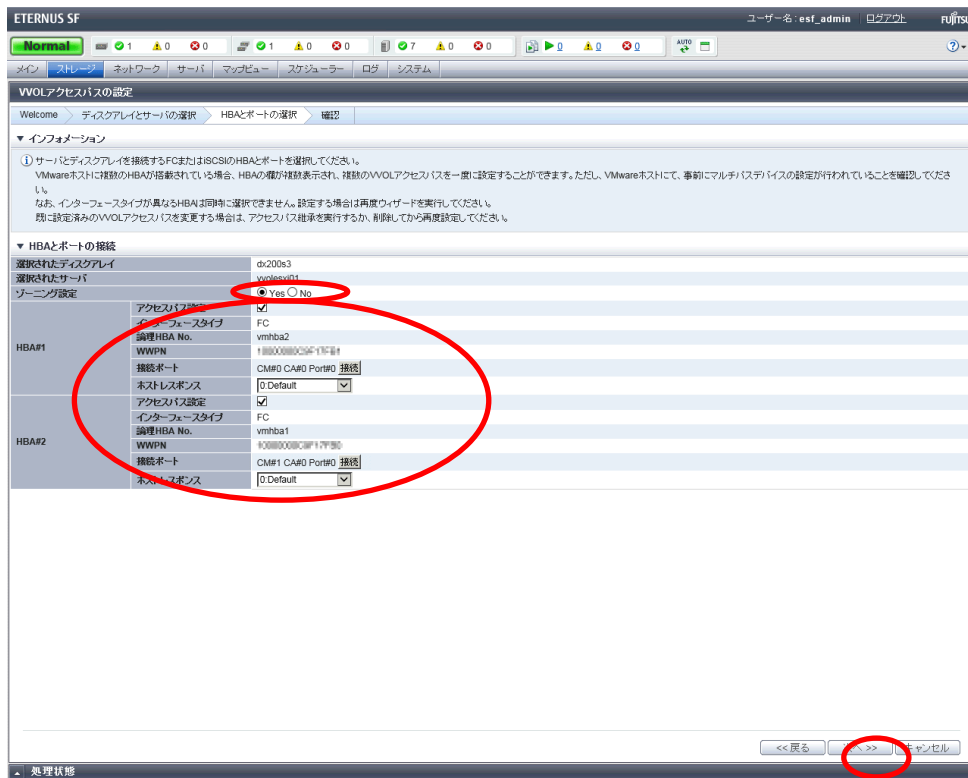 ETERNUS SF
ユーザー名：esf_admin ログアウト FUJITSU
Normal 1 0 0 1 0 0 7 0 0 0 0 0 AUTO
メイン ストレージ ネットワーク サーバ マップビュー スケジューラー ログ システム
VVOLアクセスパスの設定
Welcome ディスクアレイとサーバの選択 HBAとポートの選択 確認
▼ インフォメーション
サーバとディスクアレイを接続するFCまたはiSCSIのHBAとポートを選択してください。
VMwareホストに複数のHBAが搭載されている場合、HBAの欄が複数表示され、複数のVVOLアクセスパスを一度に設定することができます。ただし、VMwareホストにて、事前にマルチパスデバイスの設定が行われていることを確認してくださ
い。
なお、インターフェースタイプが異なるHBAは同時に選択できません。設定する場合は再度ウィザードを実行してください。
既に設定済みのVVOLアクセスパスを変更する場合は、アクセスパス継承を実行するか、削除してから再度設定してください。
▼ HBAとポートの接続
選択されたディスクアレイ dx200s3
選択されたサーバ vvolesxi01
ゾーニング設定 Yes No
HBA#1
アクセスパス設定
インターフェースタイプ FC
論理HBA No. vmhba2
WWPN
接続ポート CM#0 CA#0 Port#0 接続
ホストレスポンス 0:Default
HBA#2
アクセスパス設定
インターフェースタイプ FC
論理HBA No. vmhba1
WWPN
接続ポート CM#1 CA#0 Port#0 接続
ホストレスポンス 0:Default
<<戻る 次へ >> キャンセル
処理状態